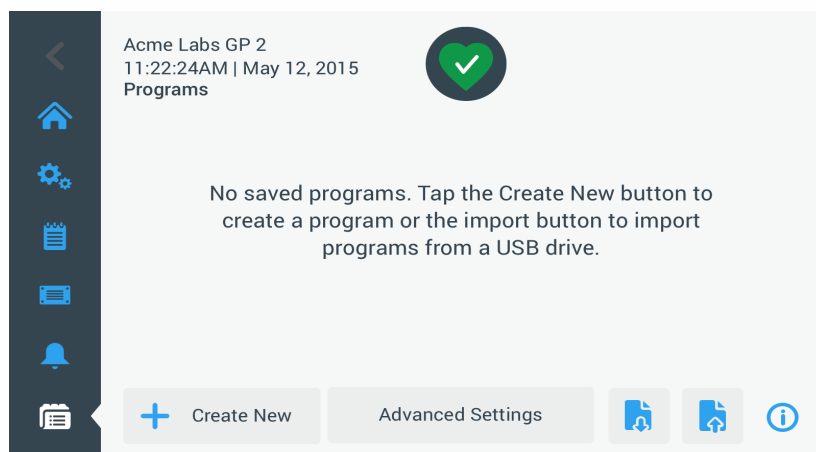 Acme Labs GP 2
11:22:24AM | May 12, 2015
Programs
No saved programs. Tap the Create New button to
create a program or the import button to import
programs from a USB drive.
Create New
Advanced Settings